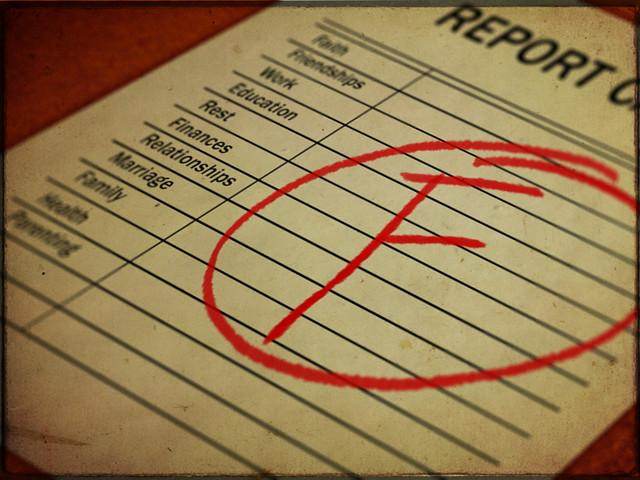 REPORT C
Faith
Friendships
Work
Education
Rest
Finances
Relationships
Marriage
Family
Health
Parenting
F